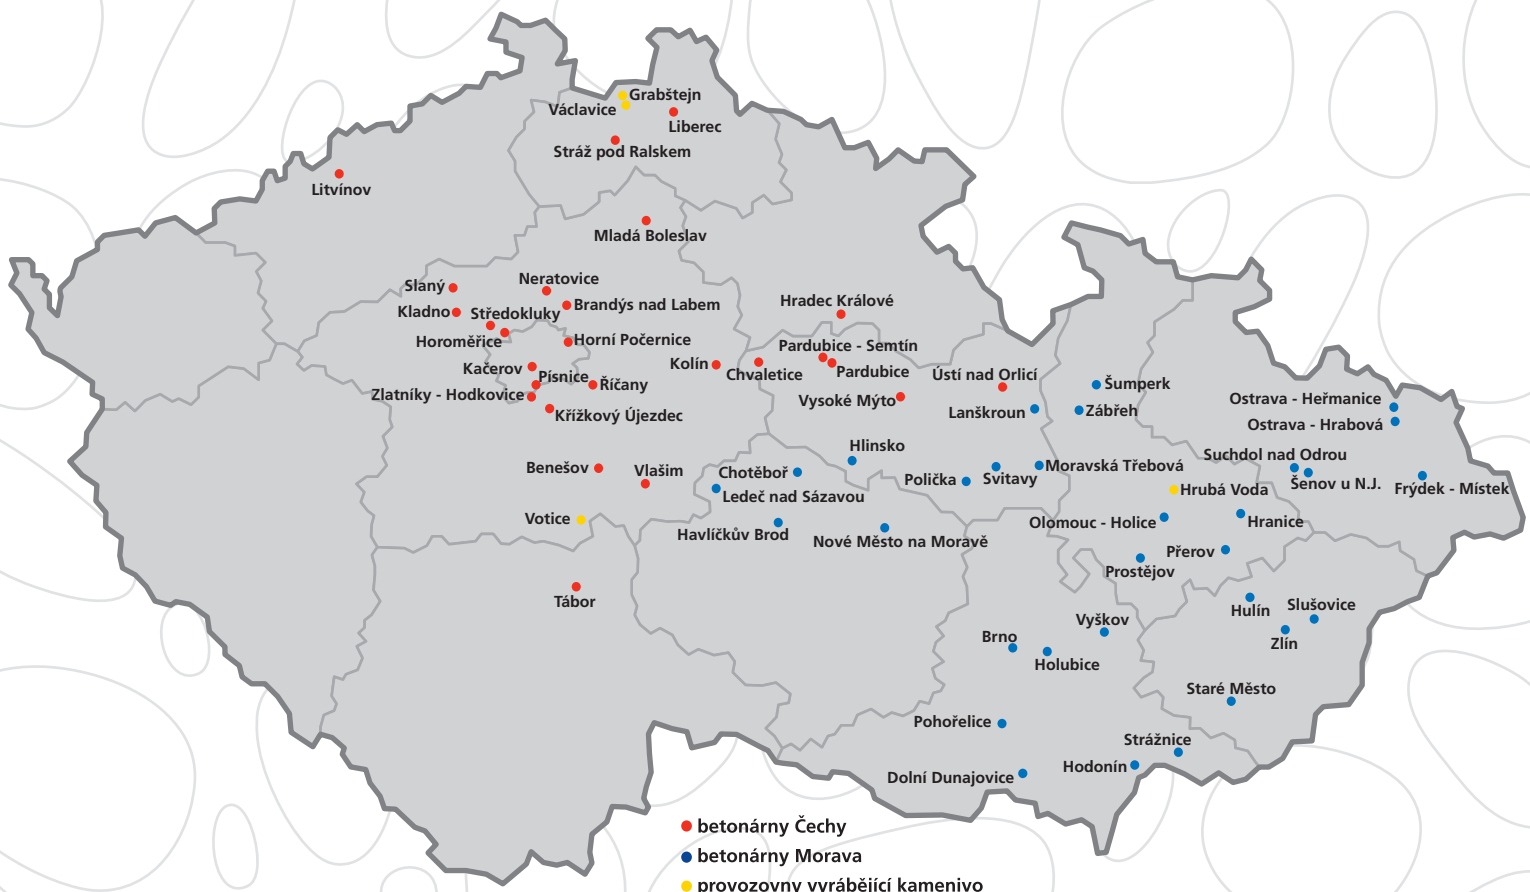 Grabštejn
Václavice
Liberec
Stráž pod Ralskem
Litvínov
Mladá Boleslav
Neratovice
Slaný
Brandýs nad Labem
Kladno
Středokluky
Hradec Králové
Horoměřice
Horní Počernice
Pardubice - Semtín
Kolín
Chvaletice
Pardubice
Kačerov
Písnice
Říčany
Ústí nad Orlicí
Šumperk
Zlatníky - Hodkovice
Vysoké Mýto
Lanškroun
Zábřeh
Ostrava - Heřmanice
Křížkový Újezdec
Ostrava - Hrabová
Hlinsko
Suchdol nad Odrou
Benešov
Vlašim
Chotěboř
Moravská Třebová
Polička
Svitavy
Šenov u N.J.
Frýdek - Místek
Hrubá Voda
Ledeč nad Sázavou
Votice
Olomouc - Holice
Hranice
Havlíčkův Brod
Nové Město na Moravě
Přerov
Prostějov
Tábor
Hulín
Slušovice
Vyškov
Brno
Zlín
Holubice
Staré Město
Pohořelice
Strážnice
Hodonín
Dolní Dunajovice
betonárny Čechy
betonárny Morava
provozovny vyrábějící kamenivo